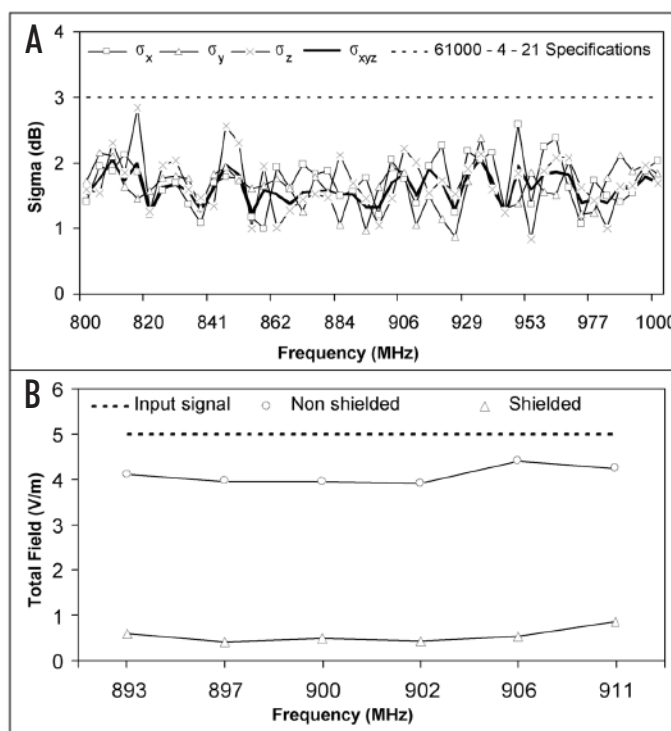 A
4
σx σy σz σxyz 61000 - 4 - 21 Specifications
3
2
1
0
Sigma (dB)
800 820 841 862 884 906 929 953 977 1000
Frequency (MHz)
B
6
Input signal Non shielded Shielded
5
4
3
2
1
0
Total Field (V/m)
893 897 900 902 906 911
Frequency (MHz)